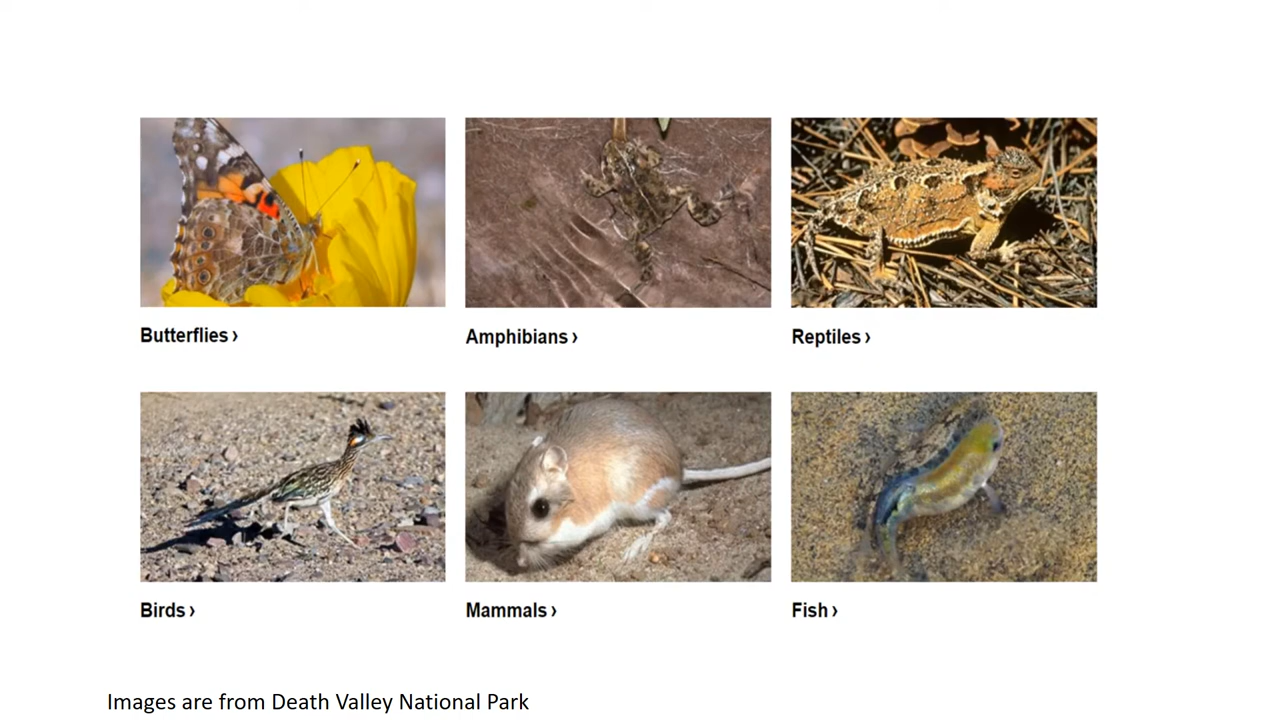 Butterflies ›
Amphibians ›
Reptiles ›
Birds ›
Mammals ›
Fish ›
Images are from Death Valley National Park